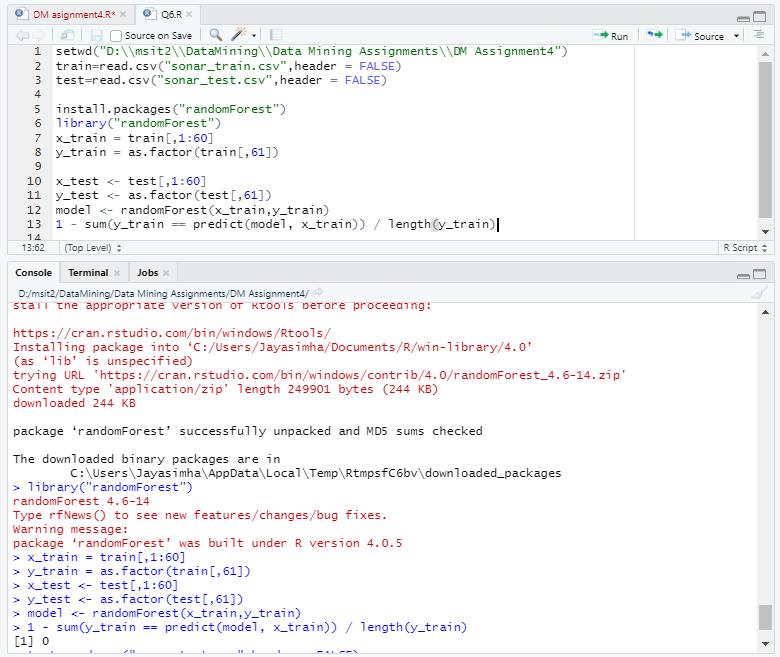 DM asignment4.R* ×
Q6.R ×
Source on Save
Run
Source
1 setwd("D:\\msit2\\DataMining\\Data Mining Assignments\\DM Assignment4")
2 train=read.csv("sonar_train.csv",header = FALSE)
3 test=read.csv("sonar_test.csv",header = FALSE)
4
5 install.packages("randomForest")
6 library("randomForest")
7 x_train = train[,1:60]
8 y_train = as.factor(train[,61])
9
10 x_test <- test[,1:60]
11 y_test <- as.factor(test[,61])
12 model <- randomForest(x_train,y_train)
13 1 - sum(y_train == predict(model, x_train)) / length(y_train)
14
13:62 (Top Level) R Script
Console Terminal × Jobs ×
D:/msit2/DataMining/Data Mining Assignments/DM Assignment4/
stall the appropriate version of Rtools before proceeding:
https://cran.rstudio.com/bin/windows/Rtools/
Installing package into ‘C:/Users/Jayasimha/Documents/R/win-library/4.0’
(as ‘lib’ is unspecified)
trying URL 'https://cran.rstudio.com/bin/windows/contrib/4.0/randomForest_4.6-14.zip'
Content type 'application/zip' length 249901 bytes (244 KB)
downloaded 244 KB
package ‘randomForest’ successfully unpacked and MD5 sums checked
The downloaded binary packages are in
C:\Users\Jayasimha\AppData\Local\Temp\RtmpsfC6bv\downloaded_packages
> library("randomForest")
randomForest 4.6-14
Type rfNews() to see new features/changes/bug fixes.
Warning message:
package ‘randomForest’ was built under R version 4.0.5
> x_train = train[,1:60]
> y_train = as.factor(train[,61])
> x_test <- test[,1:60]
> y_test <- as.factor(test[,61])
> model <- randomForest(x_train,y_train)
> 1 - sum(y_train == predict(model, x_train)) / length(y_train)
[1] 0